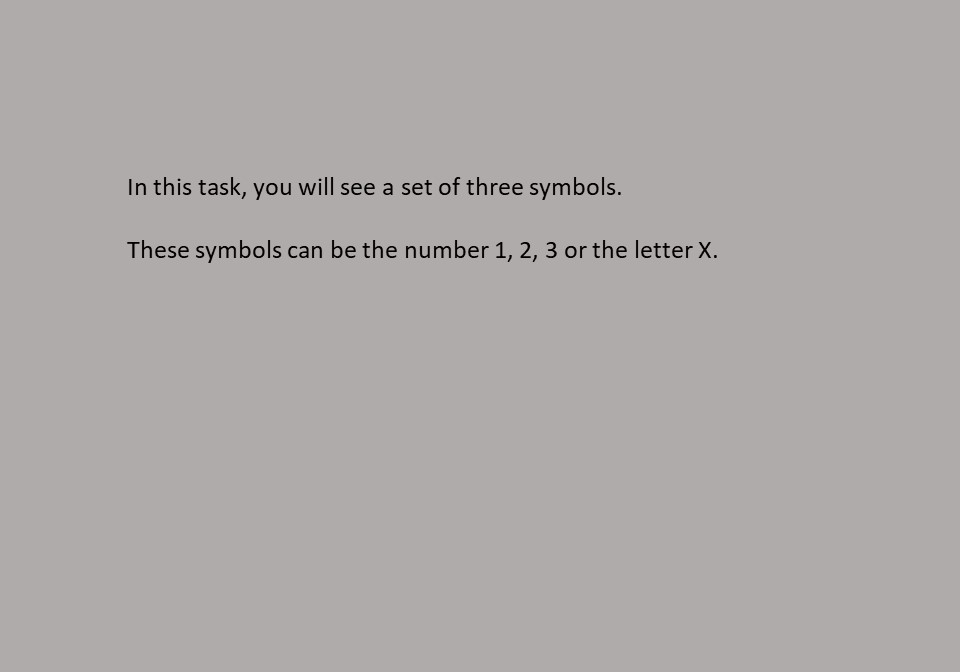 In this task, you will see a set of three symbols.
These symbols can be the number 1, 2, 3 or the letter X.